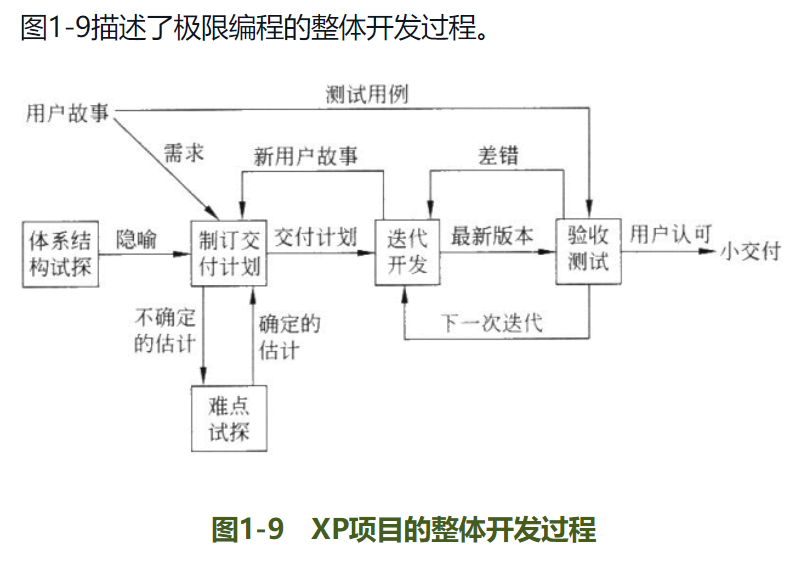 图1-9描述了极限编程的整体开发过程。
测试用例
用户故事
需求
新用户故事
差错
体系结
构试探
隐喻
制订交
付计划
交付计划
迭代
开发
最新版本
验收
测试
用户认可
小交付
不确定
的估计
确定的
估计
下一次迭代
难点
试探
图1-9 XP项目的整体开发过程